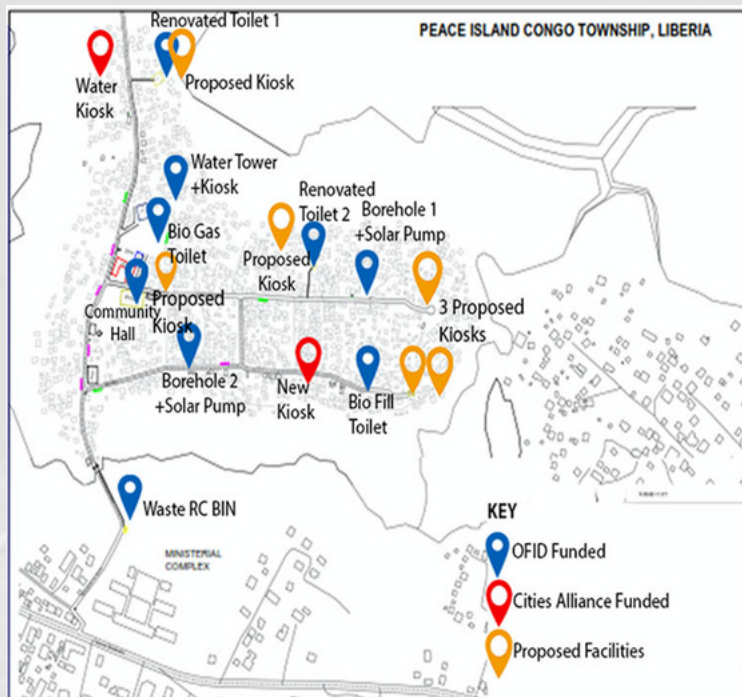 PEACE ISLAND CONGO TOWNSHIP, LIBERIA
Renovated Toilet 1
Water
Kiosk
Proposed Kiosk
Water Tower
+Kiosk
Bio Gas
Toilet
Renovated
Toilet 2
Proposed
Kiosk
Borehole 1
+Solar Pump
Community
Hall
Proposed
Kiosk
3 Proposed
Kiosks
Borehole 2
+Solar Pump
New
Kiosk
Bio Fill
Toilet
Waste RC BIN
MINISTERIAL
COMPLEX
KEY
OFID Funded
Cities Alliance Funded
Proposed Facilities